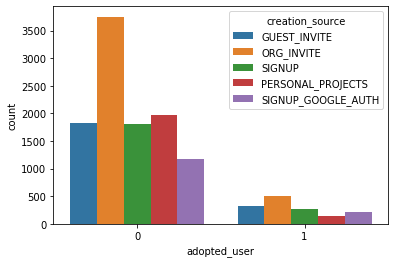 creation_source
GUEST_INVITE
ORG_INVITE
SIGNUP
PERSONAL_PROJECTS
SIGNUP_GOOGLE_AUTH
3500
3000
2500
2000
1500
1000
500
0
count
0 1
adopted_user